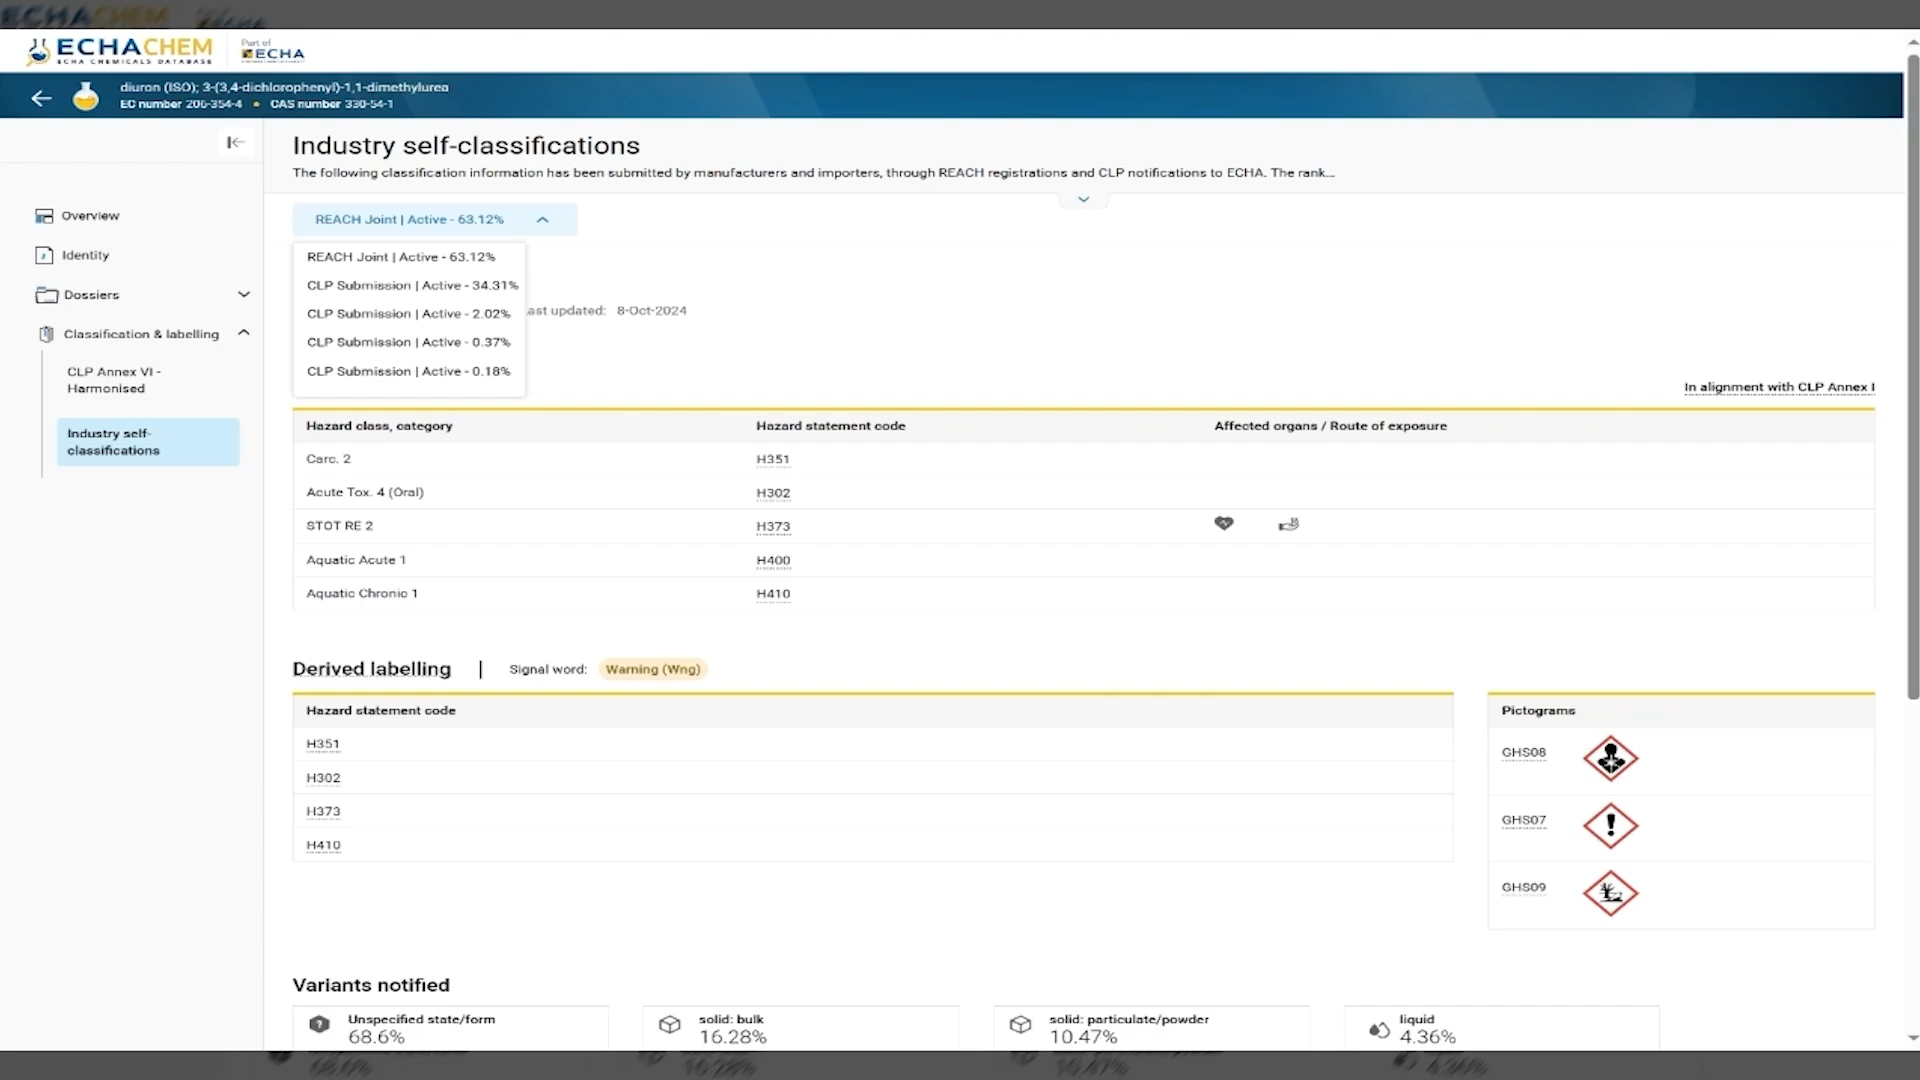 ECHACHEM
ECHA CHEMICALS DATABASE
Part of
ECHA
diuron (ISO); 3-(3,4-dichlorophenyl)-1,1-dimethylurea
EC number 206-354-4 • CAS number 330-54-1
Overview
Identity
Dossiers
Classification & labelling
CLP Annex VI -
Harmonised
Industry self-
classifications
Industry self-classifications
The following classification information has been submitted by manufacturers and importers, through REACH registrations and CLP notifications to ECHA. The rank...
REACH Joint | Active - 63.12%
REACH Joint | Active - 63.12%
CLP Submission | Active - 34.31%
CLP Submission | Active - 2.02%
CLP Submission | Active - 0.37%
CLP Submission | Active - 0.18%
ast updated: 8-Oct-2024
In alignment with CLP Annex I
Hazard class, category Hazard statement code Affected organs / Route of exposure
Carc. 2 H351
Acute Tox. 4 (Oral) H302
STOT RE 2 H373
Aquatic Acute 1 H400
Aquatic Chronic 1 H410
Derived labelling | Signal word: Warning (Wng)
Hazard statement code
H351
H302
H373
H410
Pictograms
GHS08
GHS07
GHS09
Variants notified
Unspecified state/form
68.6%
solid: bulk
16.28%
solid: particulate/powder
10.47%
liquid
4.36%